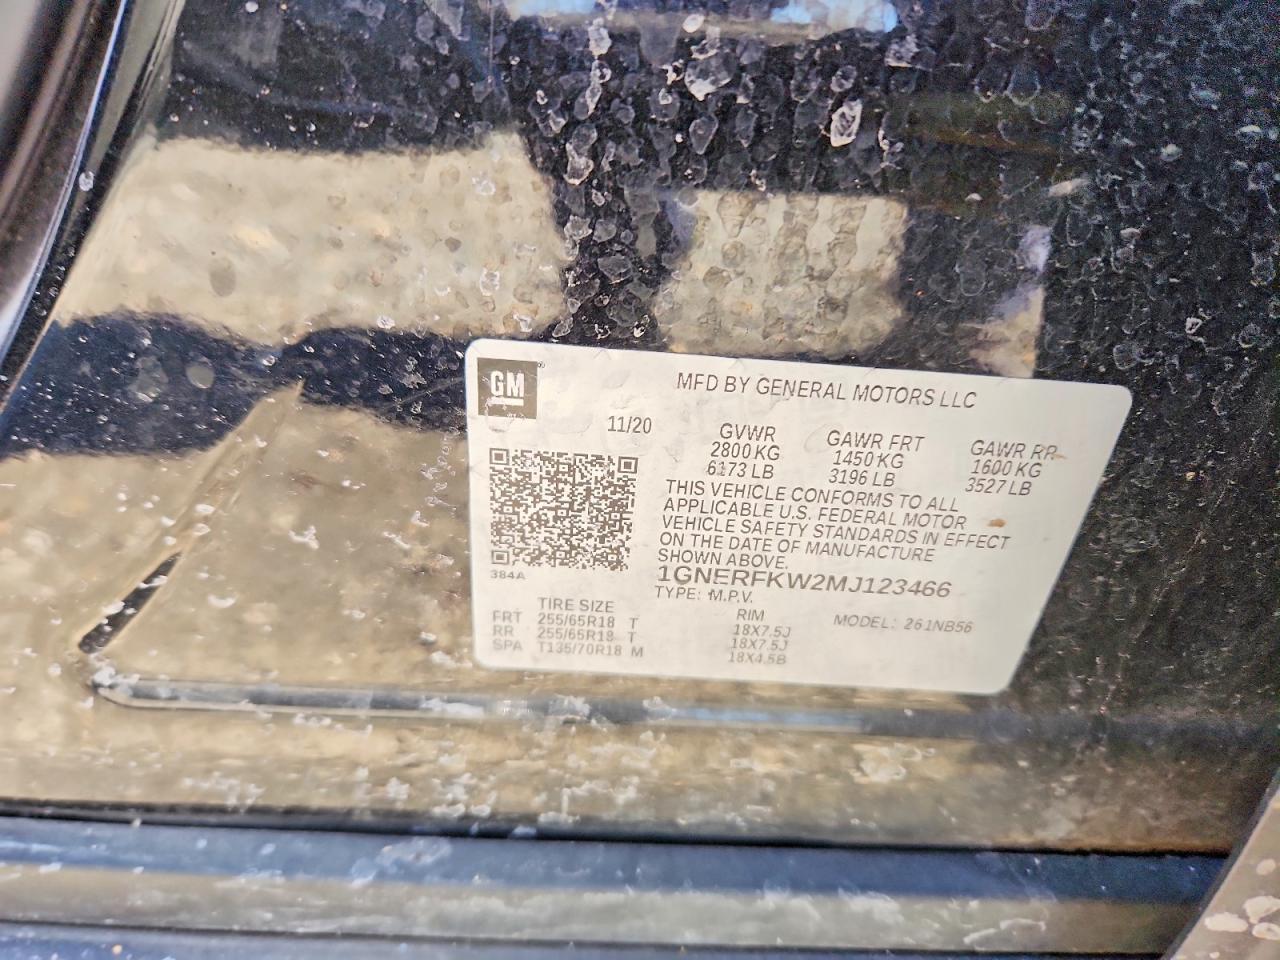 GM
MFD BY GENERAL MOTORS LLC
11/20
GVWR GAWR FRT GAWR RR
2800 KG 1450 KG 1600 KG
6173 LB 3196 LB 3527 LB
THIS VEHICLE CONFORMS TO ALL
APPLICABLE U.S. FEDERAL MOTOR
VEHICLE SAFETY STANDARDS IN EFFECT
ON THE DATE OF MANUFACTURE
SHOWN ABOVE.
384A
1GNERFKW2MJ123466
TYPE: M.P.V.
TIRE SIZE RIM MODEL: 261NB56
FRT 255/65R18 T 18X7.5J
RR 255/65R18 T 18X7.5J
SPA T135/70R18 M 18X4.5B